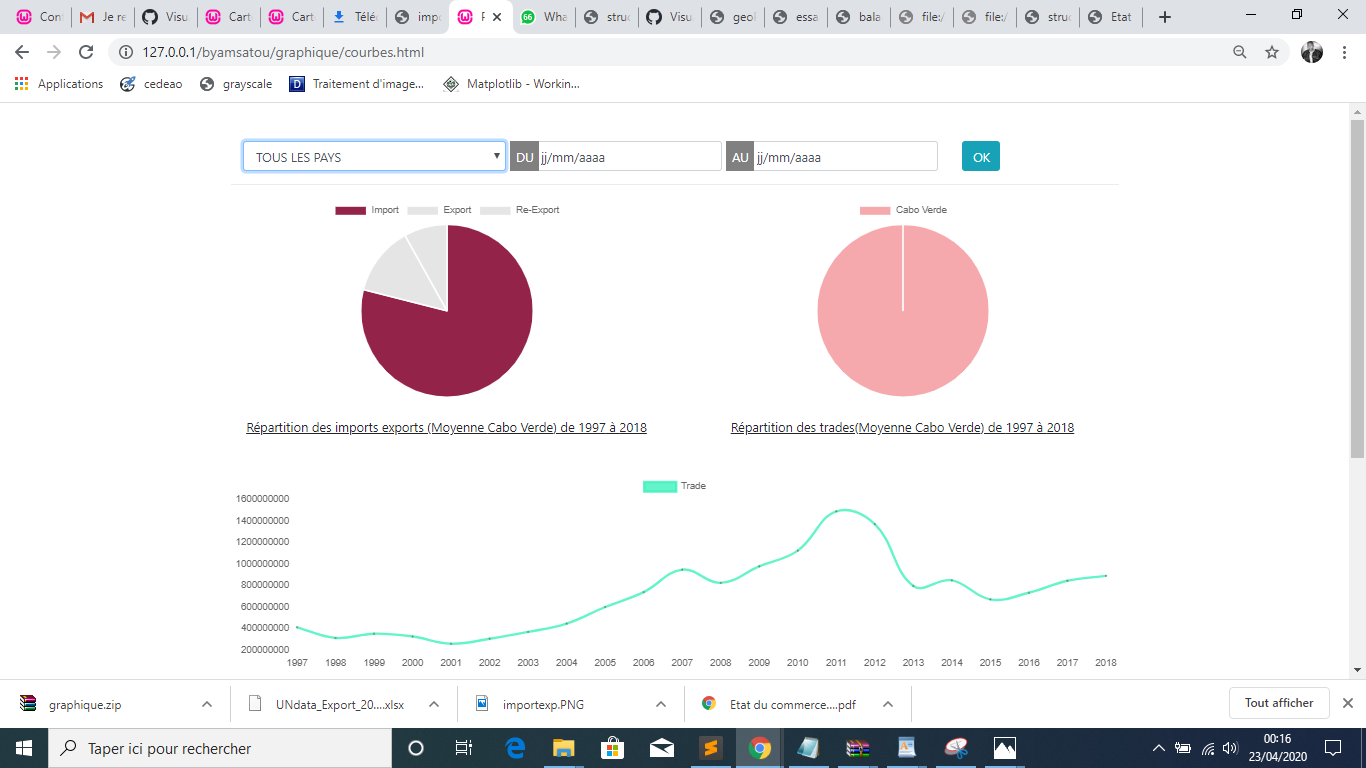 Con
Je re
Visu
Cart
Cart
Téléc
impo
F
Wha
struc
Visu
geoh
essa
bala
file:/
file:/
struc
Etat
127.0.0.1/byamsatou/graphique/courbes.html
Applications
cedeao
grayscale
Traitement d'image...
Matplotlib - Workin...
TOUS LES PAYS
DU
jj/mm/aaaa
AU
jj/mm/aaaa
OK
Import
Export
Re-Export
Cabo Verde
Répartition des imports exports (Moyenne Cabo Verde) de 1997 à 2018
Répartition des trades(Moyenne Cabo Verde) de 1997 à 2018
Trade
1600000000
1400000000
1200000000
1000000000
800000000
600000000
400000000
200000000
1997 1998 1999 2000 2001 2002 2003 2004 2005 2006 2007 2008 2009 2010 2011 2012 2013 2014 2015 2016 2017 2018
graphique.zip
UNdata_Export_20....xlsx
importexp.PNG
Etat du commerce....pdf
Tout afficher
Taper ici pour rechercher
00:16
23/04/2020